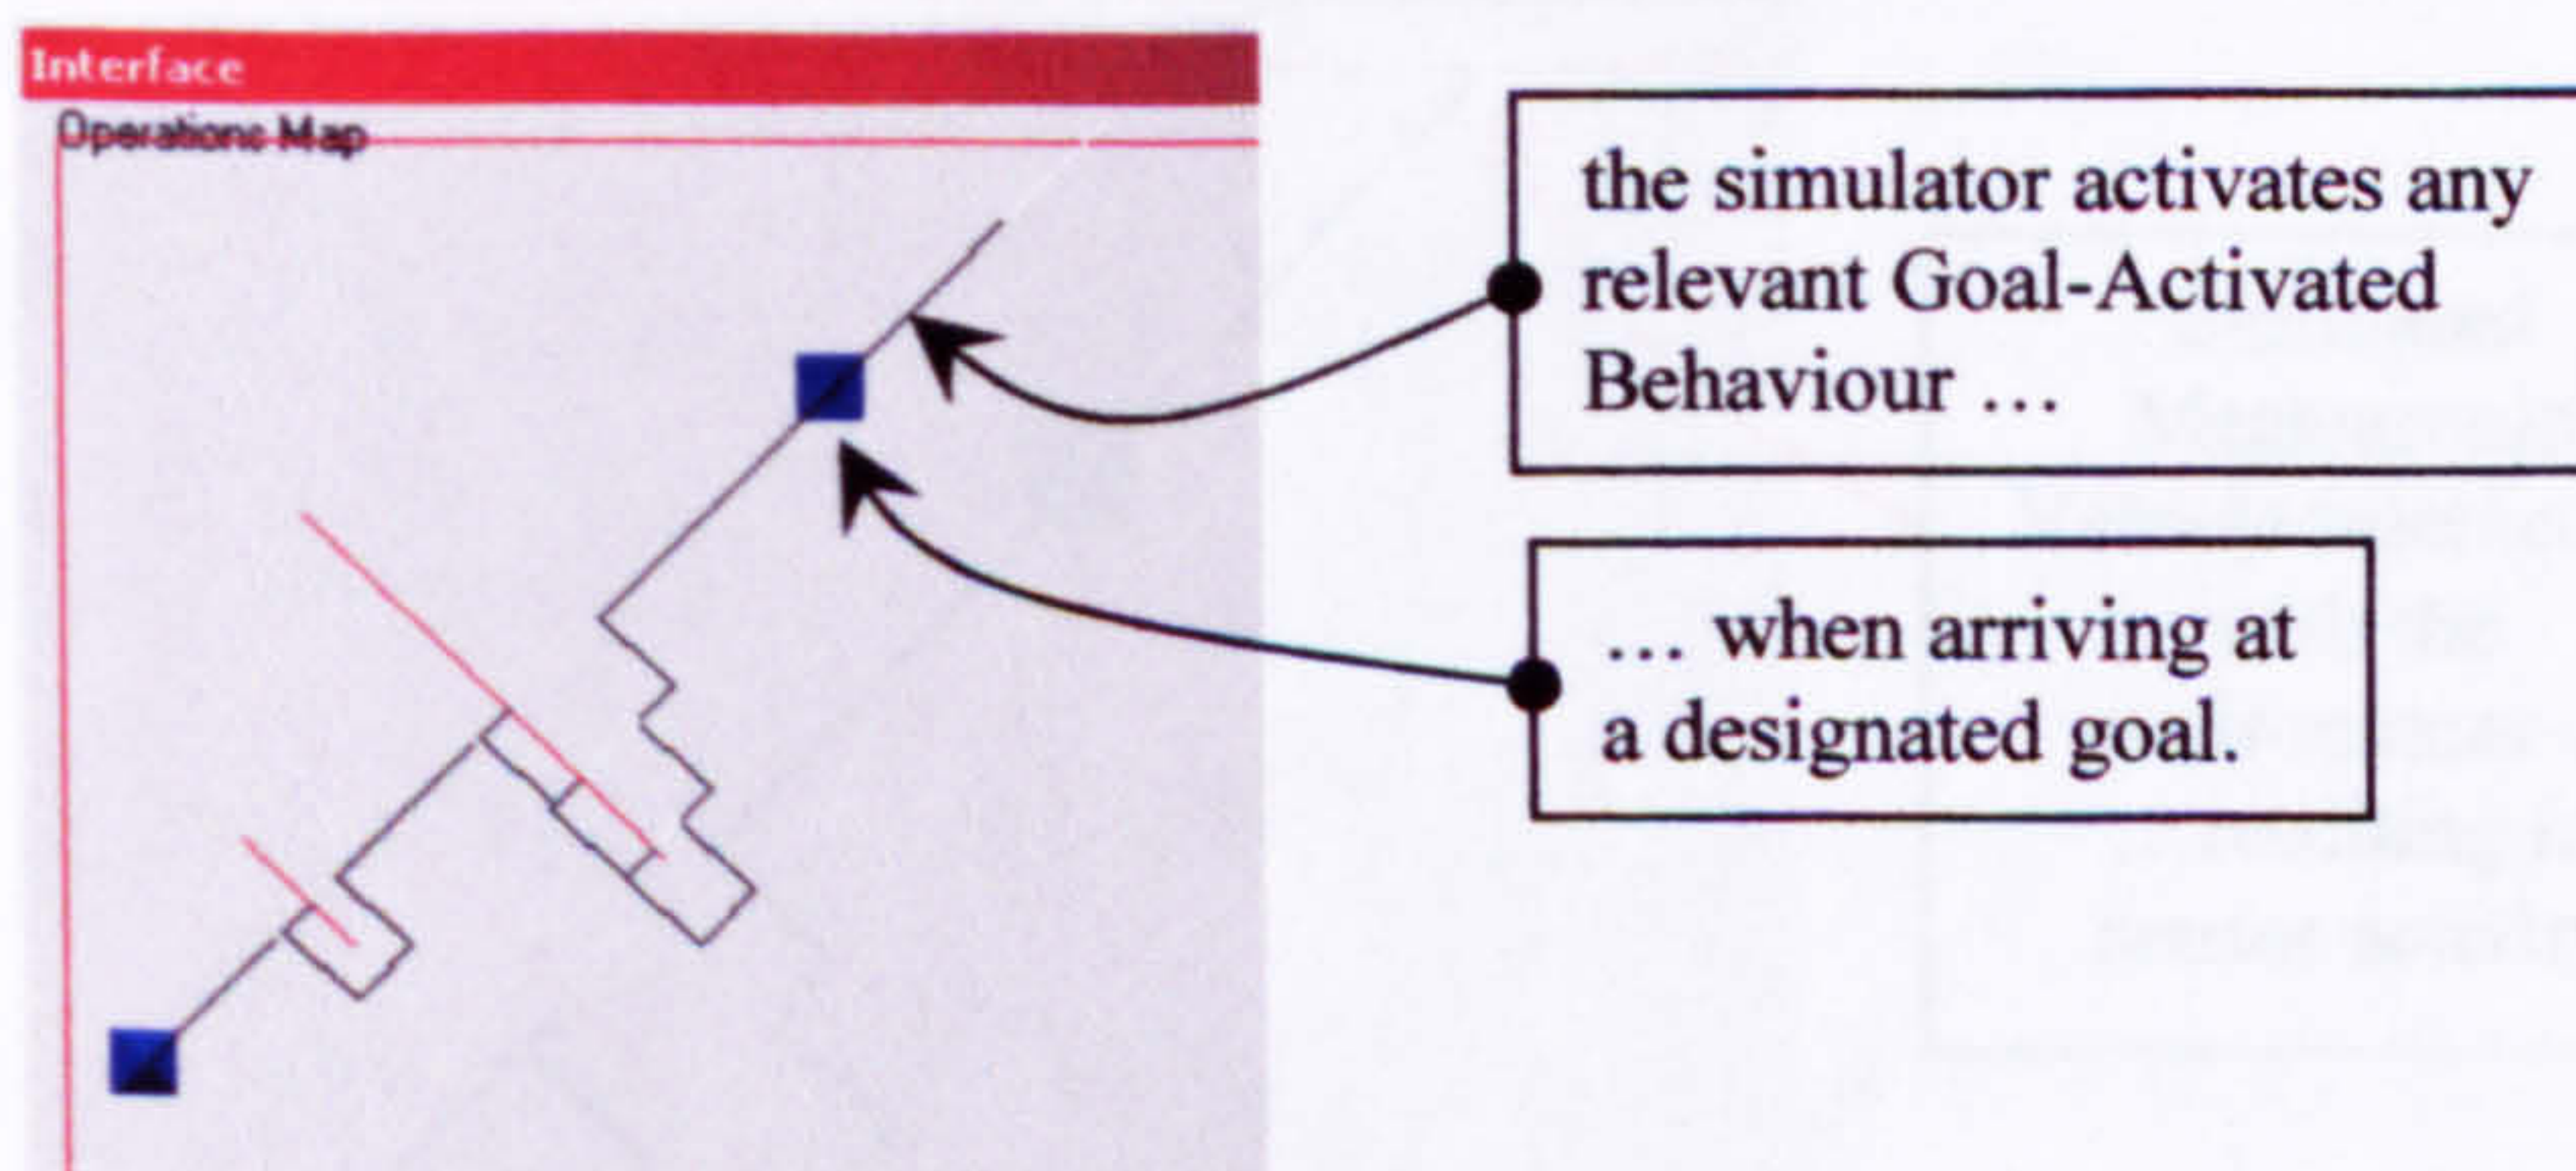 Interface
Operations Map
the simulator activates any
relevant Goal-Activated
Behaviour ...
... when arriving at
a designated goal.